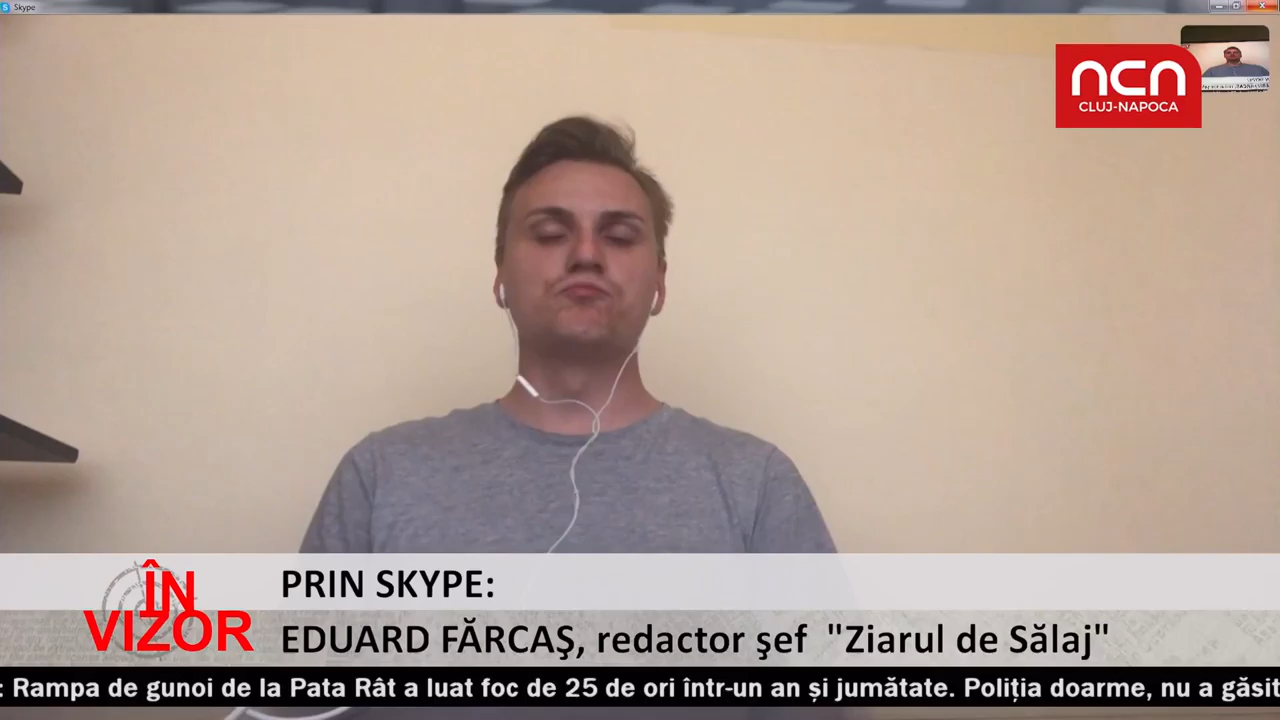 Skype
ncn
CLUJ-NAPOCA
PRIN SKYPE:
ÎN
VIZOR
EDUARD FĂRCAŞ, redactor şef "Ziarul de Sălaj"
: Rampa de gunoi de la Pata Rât a luat foc de 25 de ori într-un an și jumătate. Poliția doarme, nu a găsit